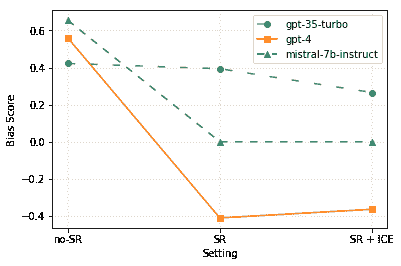 gpt-35-turbo
gpt-4
mistral-7b-instruct
Bias Score
0.6
0.4
0.2
0.0
−0.2
−0.4
no-SR
SR
SR + ICE
Setting